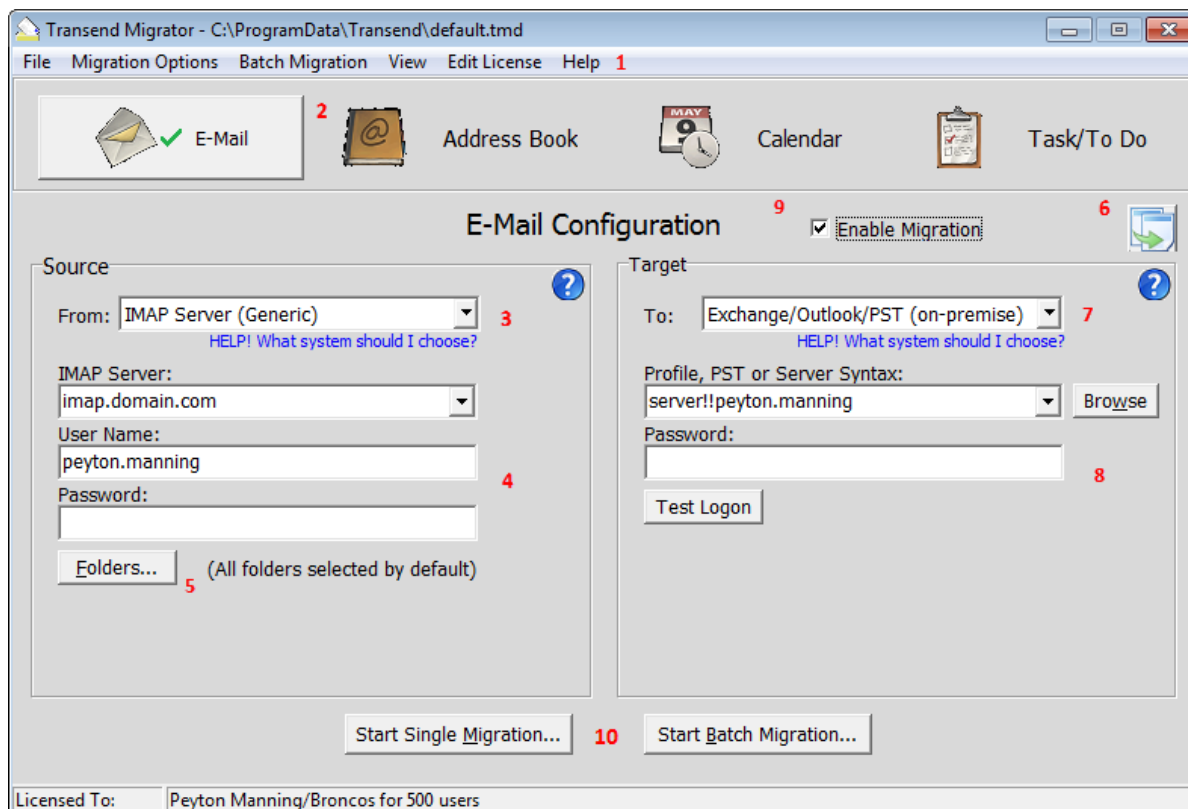 Transend Migrator - C:\ProgramData\Transend\default.tmd
File Migration Options Batch Migration View Edit License Help 1
E-Mail 2 @ Address Book MAY 9 Calendar Task/To Do
E-Mail Configuration 9 Enable Migration 6
Source
?
From: IMAP Server (Generic) 3
HELP! What system should I choose?
IMAP Server:
imap.domain.com
User Name:
peyton.manning
4
Password:
Folders... 5 (All folders selected by default)
Target
?
To: Exchange/Outlook/PST (on-premise) 7
HELP! What system should I choose?
Profile, PST or Server Syntax:
server!!peyton.manning Browse
Password:
8
Test Logon
Start Single Migration... 10 Start Batch Migration...
Licensed To: Peyton Manning/Broncos for 500 users